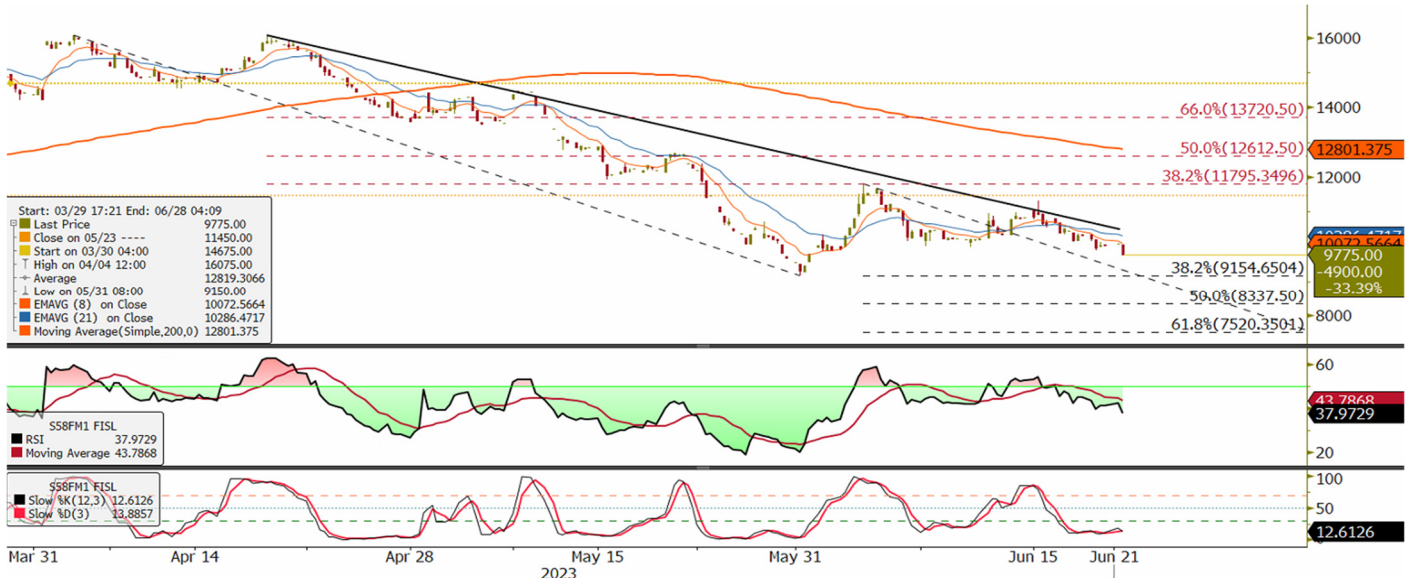 16000
14000
12000
8000
66.0%(13720.50)
50.0%(12612.50)
38.2%(11795.3496)
38.2%(9154.6504)
50.0%(8337.50)
61.8%(7520.3501)
12801.375
10286.4717
10072.5664
9775.00
-4900.00
-33.39%
Start: 03/29 17:21 End: 06/28 04:09
Last Price 9775.00
Close on 05/23 ---- 11450.00
Start on 03/30 04:00 14675.00
High on 04/04 12:00 16075.00
Average 12819.3066
Low on 05/31 08:00 9150.00
EMAVG (8) on Close 10072.5664
EMAVG (21) on Close 10286.4717
Moving Average(Simple,200,0) 12801.375
60
43.7868
37.9729
20
S58FM1 FISL
RSI 37.9729
Moving Average 43.7868
100
50
12.6126
S58FM1 FISL
Slow %K(12,3) 12.6126
Slow %D(3) 13.8857
Mar 31 Apr 14 Apr 28 May 15 May 31 Jun 15 Jun 21
2023